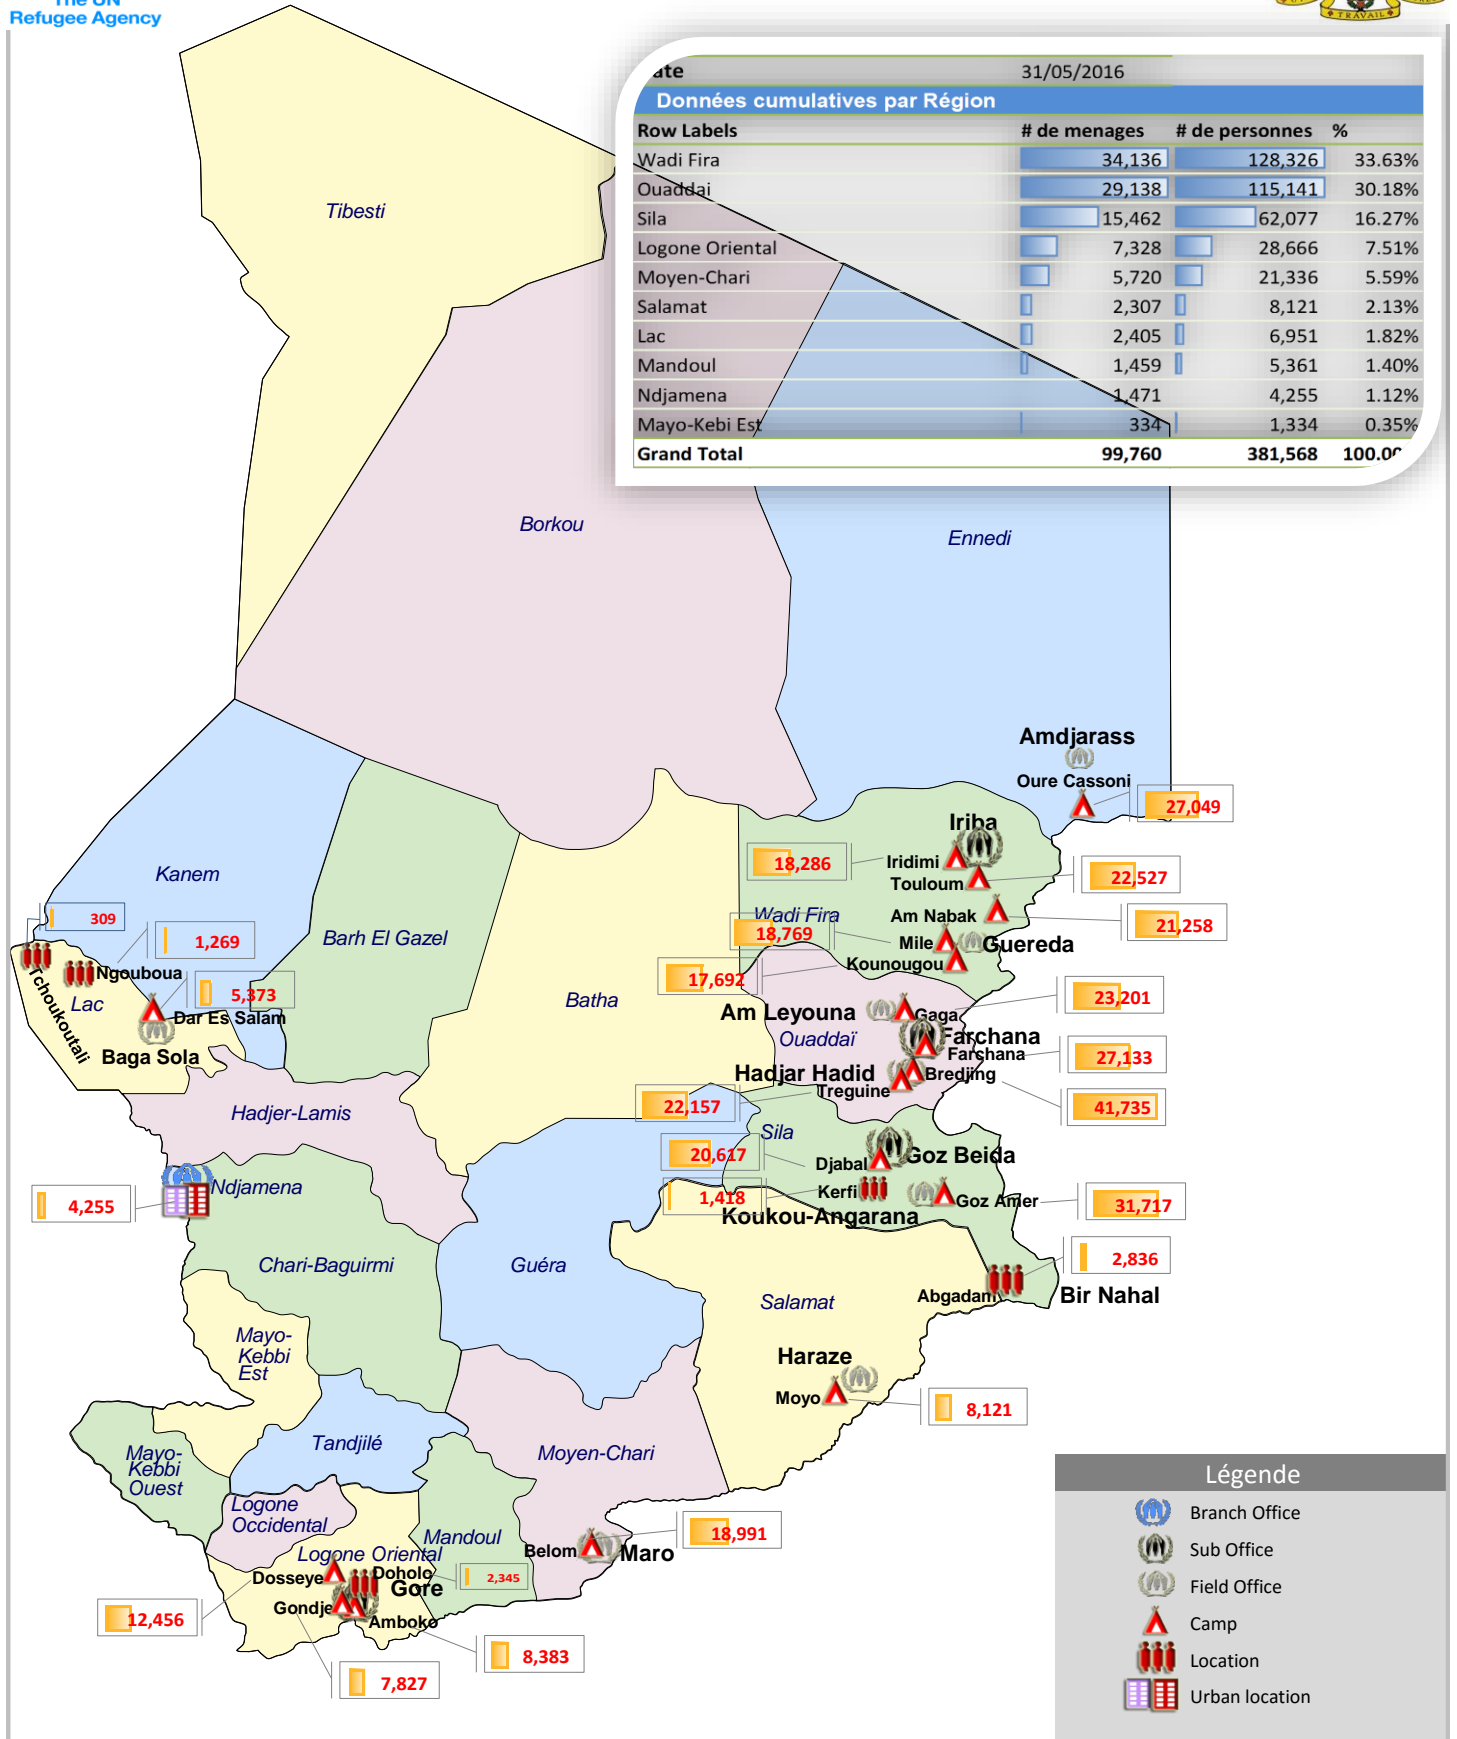 The UN
Refugee Agency
TRAVAIL
31/05/2016
Données cumulatives par Région
Row Labels # de menages # de personnes %
Wadi Fira 34,136 128,326 33.63%
Ouaddai 29,138 115,141 30.18%
Sila 15,462 62,077 16.27%
Logone Oriental 7,328 28,666 7.51%
Moyen-Chari 5,720 21,336 5.59%
Salamat 2,307 8,121 2.13%
Lac 2,405 6,951 1.82%
Mandoul 1,459 5,361 1.40%
Ndjamena 1,471 4,255 1.12%
Mayo-Kebi Est 334 1,334 0.35%
Grand Total 99,760 381,568 100.00
Tibesti
Borkou
Ennedi
Amdjarass
Oure Cassoni
27,049
Iriba
18,286
Iridimi
Touloum
22,527
Kanem
Wadi Fira
Am Nabak
21,258
309
1,269
Barh El Gazel
18,769
Mile
Guereda
Kounougou
17,692
Tchoukoutali
Ngouboua
Lac
5,373
Dar Es Salam
Baga Sola
Batha
23,201
Am Leyouna
Gaga
Ouaddaï
Farchana
Farchana
27,133
Hadjar Hadid
Bredjing
Treguine
22,157
41,735
Hadjer-Lamis
Sila
20,617
Djabal
Goz Beida
Ndjamena
4,255
1,418
Kerfi
Goz Amer
31,717
Koukou-Angarana
Chari-Baguirmi
Guéra
2,836
Abgadam
Bir Nahal
Salamat
Mayo-
Kebbi
Est
Haraze
Moyo
8,121
Tandjilé
Moyen-Chari
Mayo-
Kebbi
Ouest
Logone
Occidental
Mandoul
18,991
Belom
Maro
Logone Oriental
Dosseye
Doholo
2,345
Gore
Gondje
Amboko
12,456
8,383
7,827
Légende
Branch Office
Sub Office
Field Office
Camp
Location
Urban location